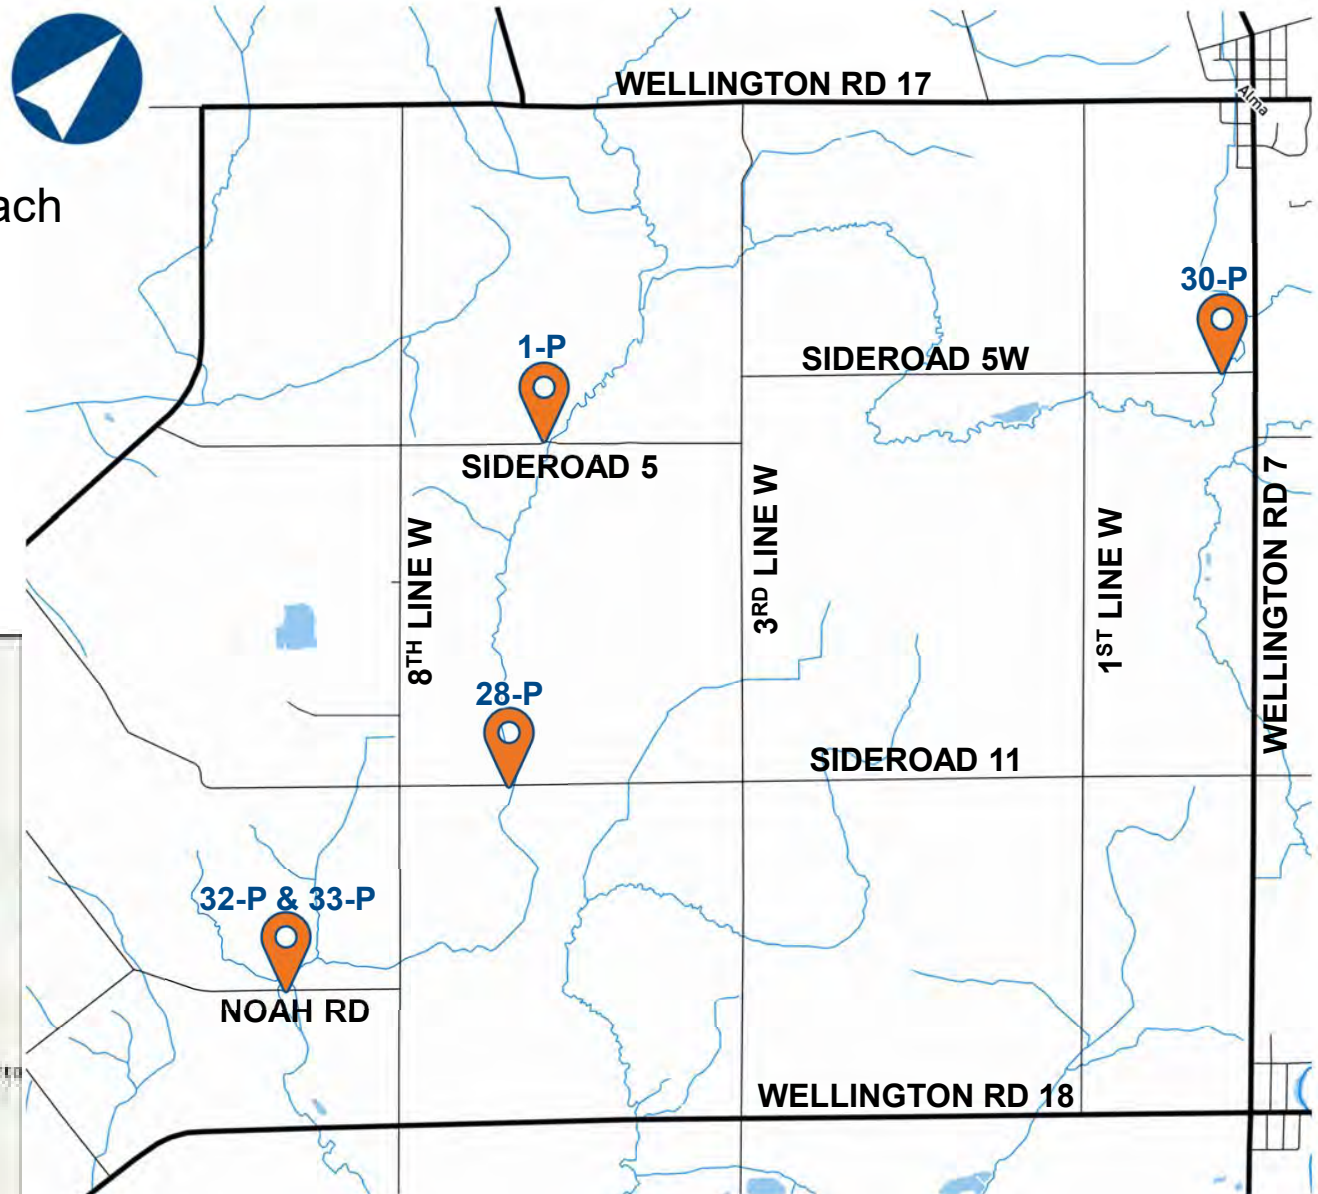 WELLINGTON RD 17
Alma
ach
30-P
1-P
SIDEROAD 5W
SIDEROAD 5
8TH LINE W
3RD LINE W
1ST LINE W
WELLINGTON RD 7
28-P
SIDEROAD 11
32-P & 33-P
NOAH RD
WELLINGTON RD 18